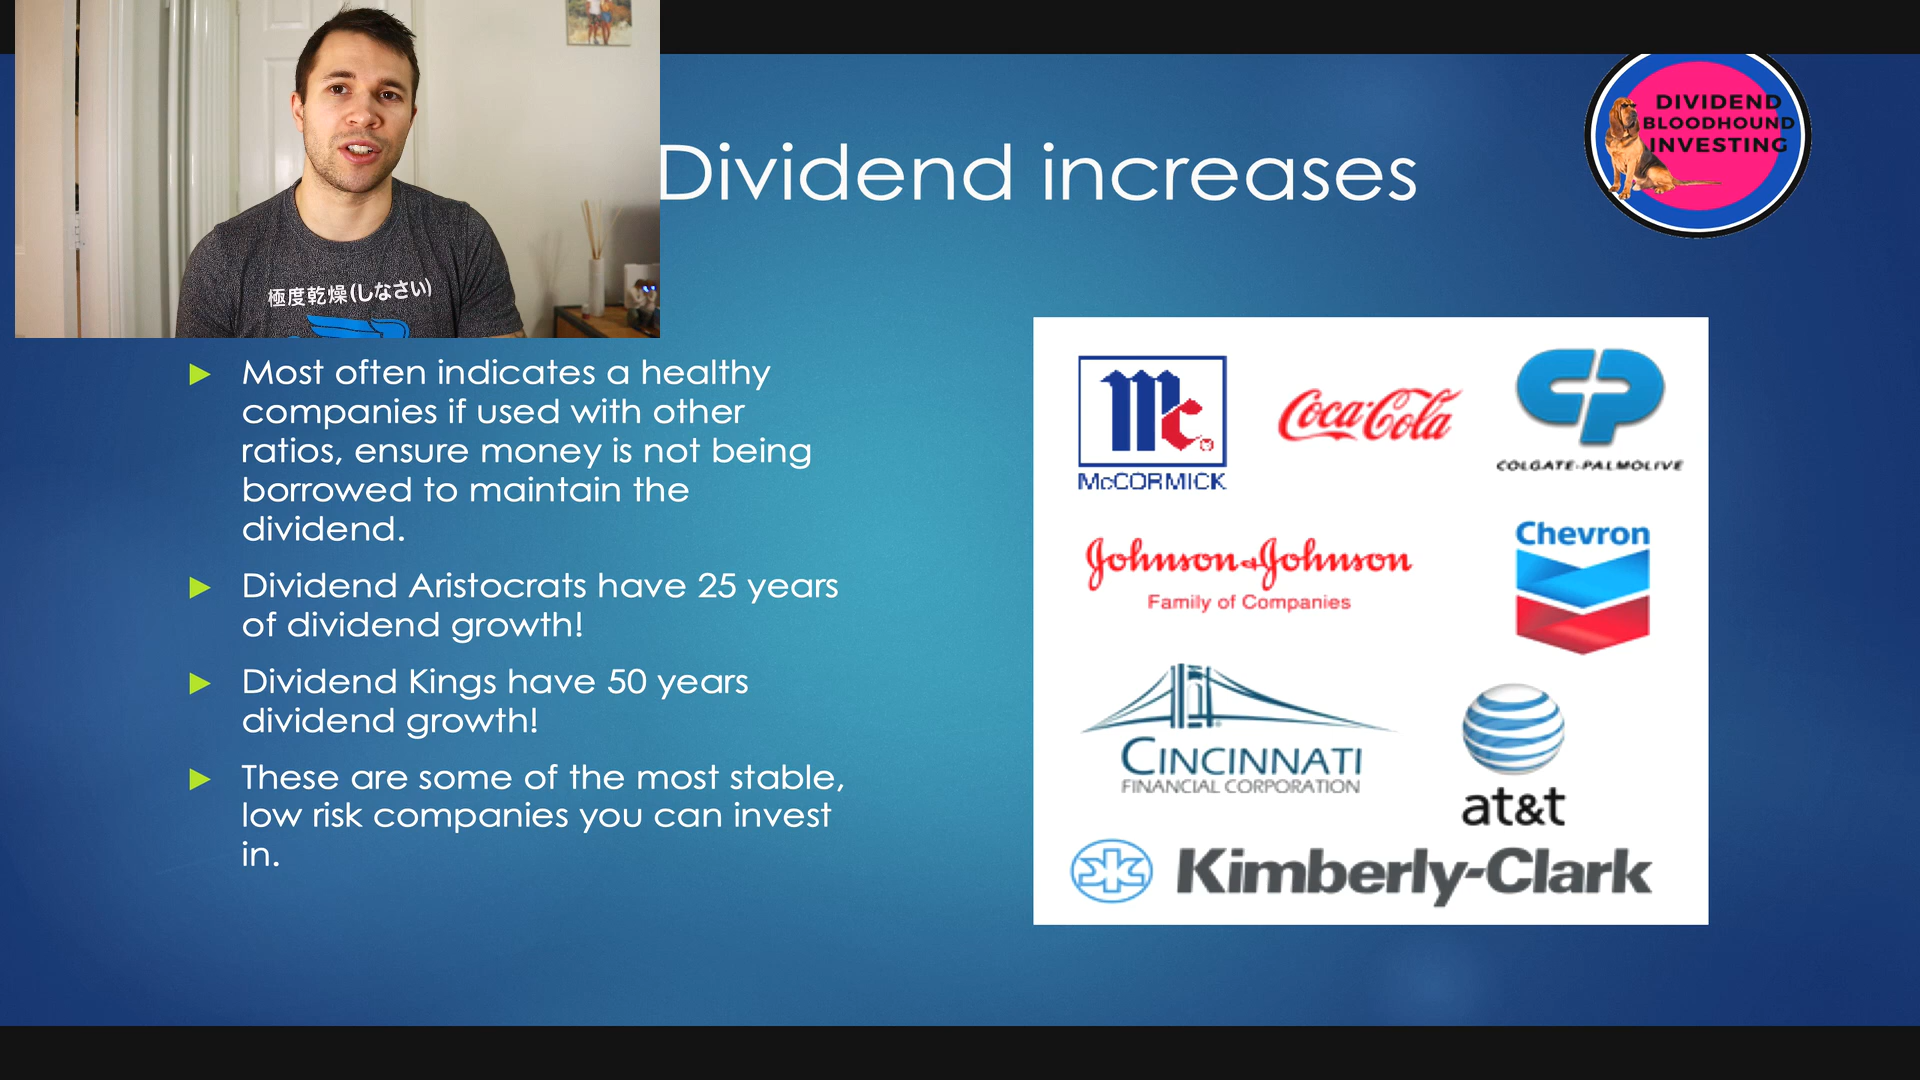 極度乾燥(しなさい)
Dividend increases
DIVIDEND
BLOODHOUND
INVESTING
Most often indicates a healthy
companies if used with other
ratios, ensure money is not being
borrowed to maintain the
dividend.
Dividend Aristocrats have 25 years
of dividend growth!
Dividend Kings have 50 years
dividend growth!
These are some of the most stable,
low risk companies you can invest
in.
Mc
McCORMICK
Coca-Cola
CP
COLGATE-PALMOLIVE
Johnson & Johnson
Family of Companies
Chevron
CINCINNATI
FINANCIAL CORPORATION
at&t
Kimberly-Clark